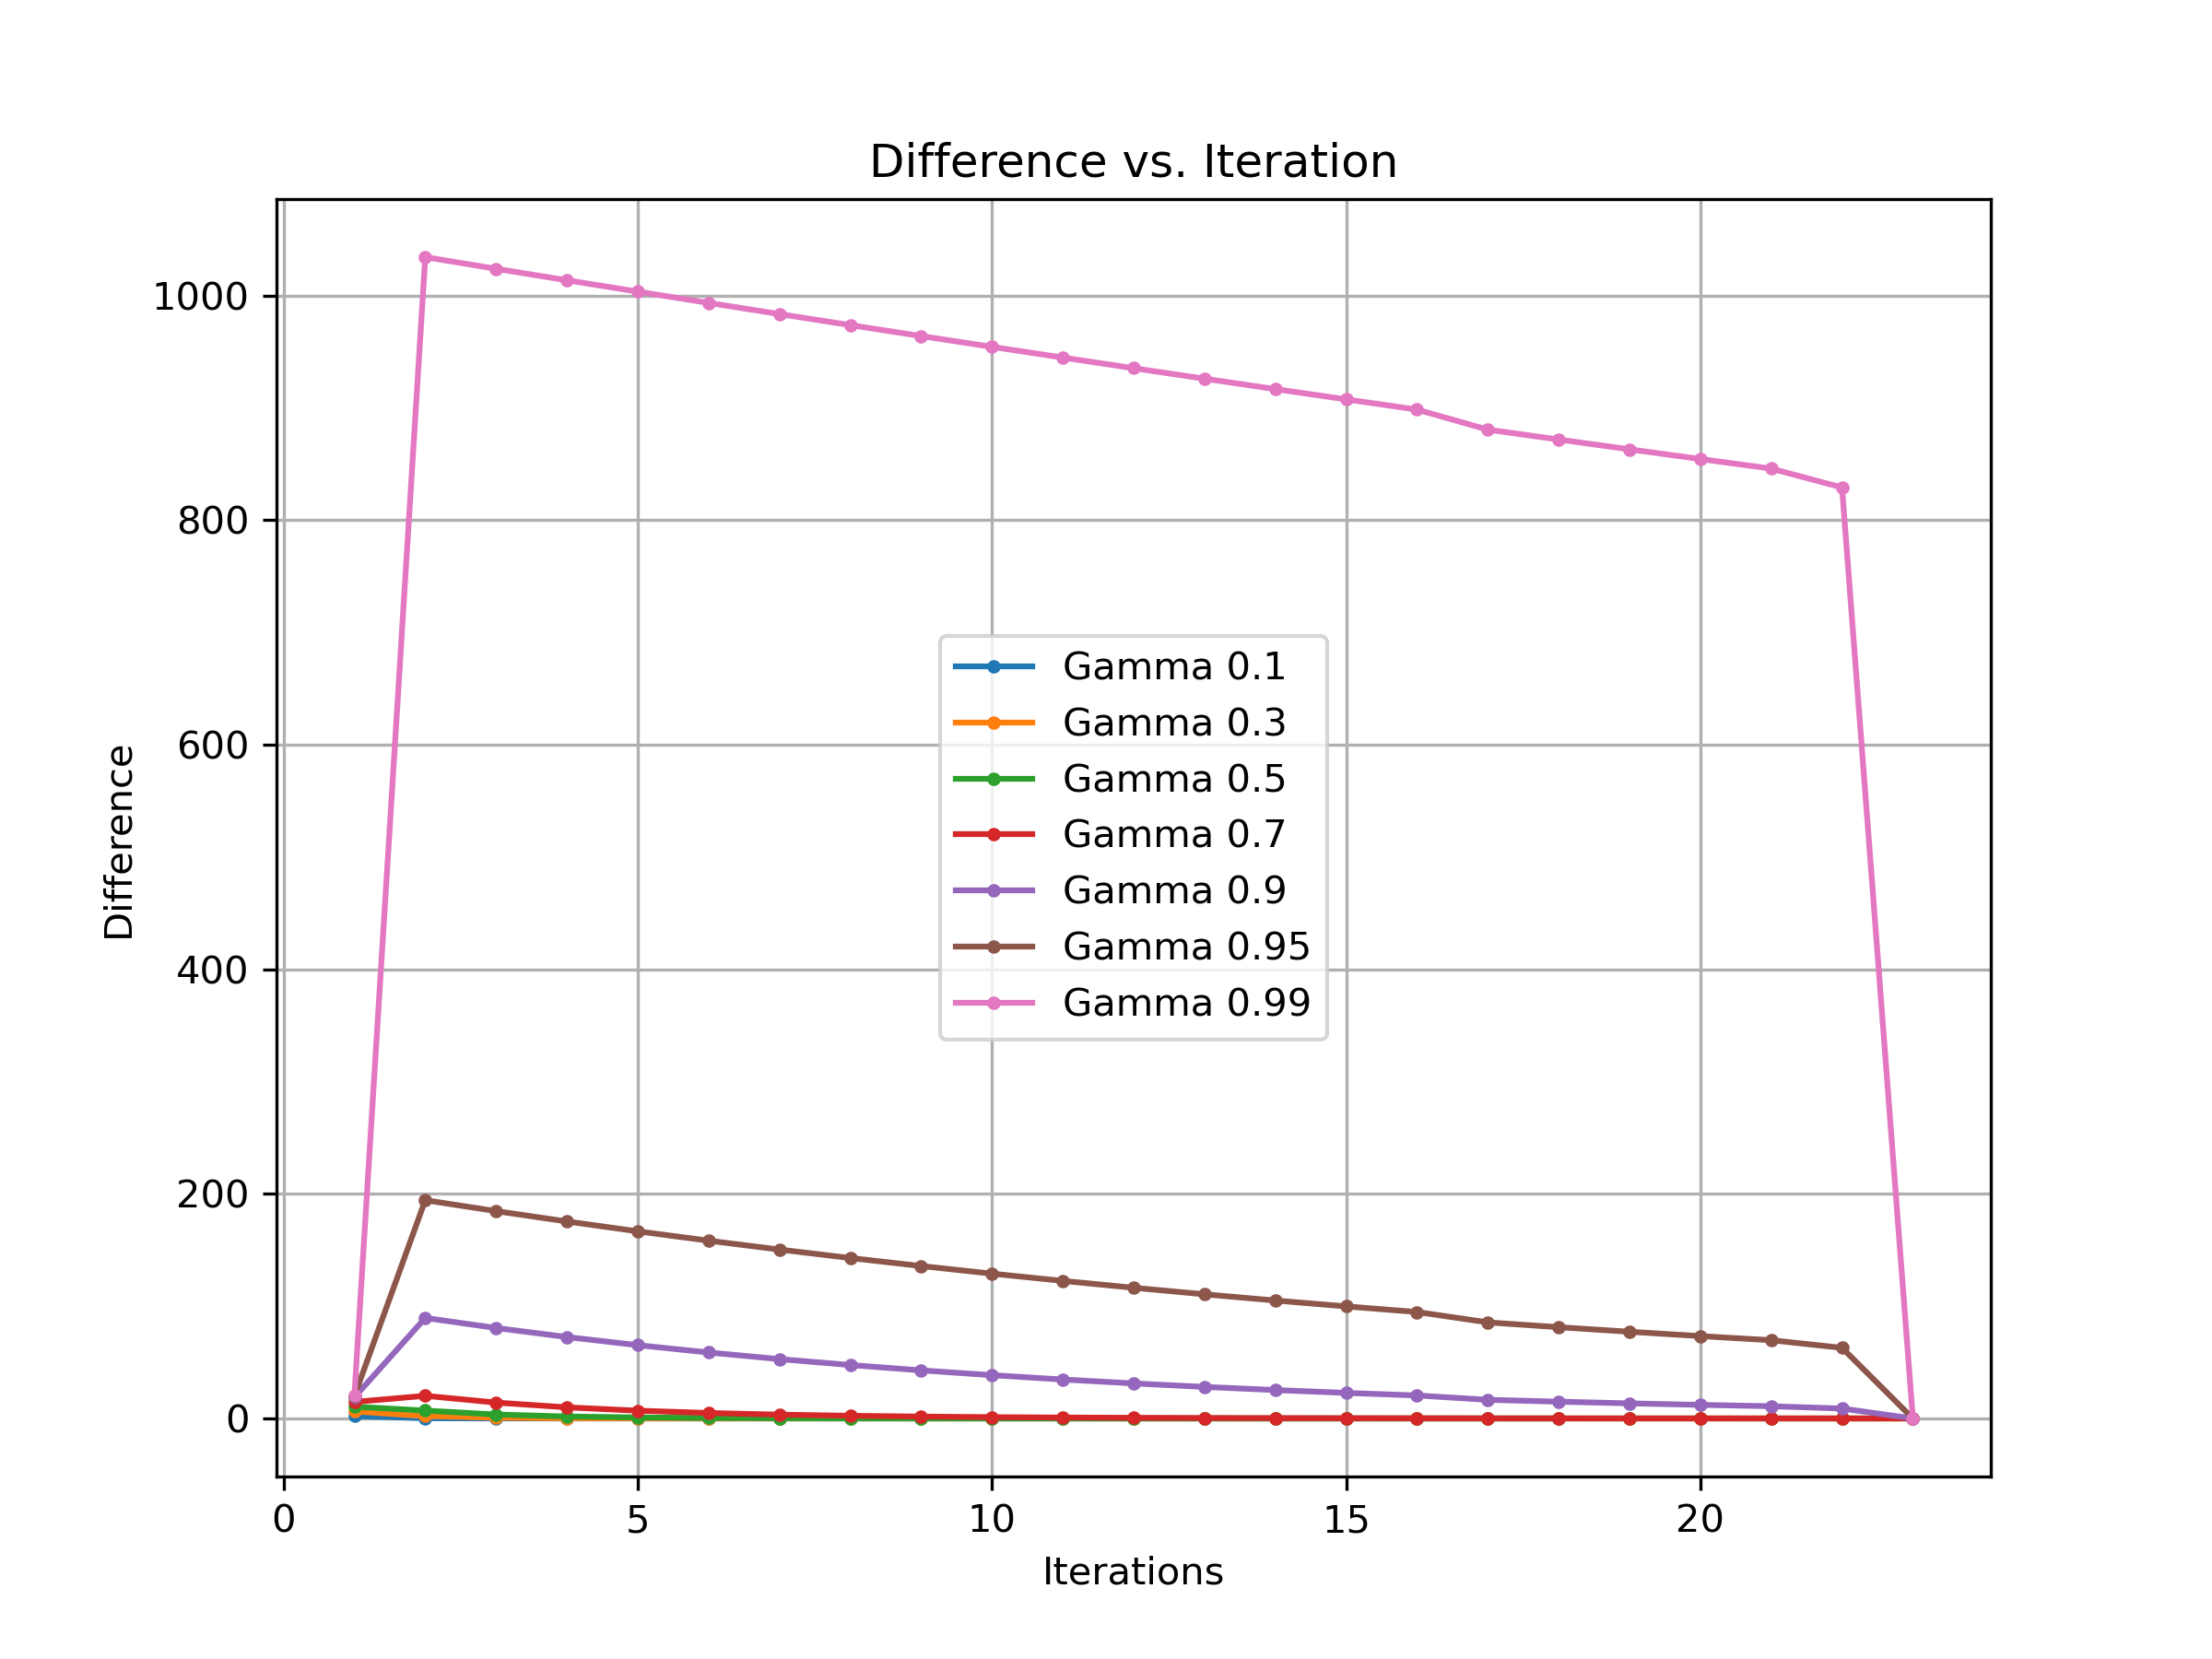 Difference vs. Iteration
1000
800
600
400
200
0
Difference
Gamma 0.1
Gamma 0.3
Gamma 0.5
Gamma 0.7
Gamma 0.9
Gamma 0.95
Gamma 0.99
0 5 10 15 20
Iterations